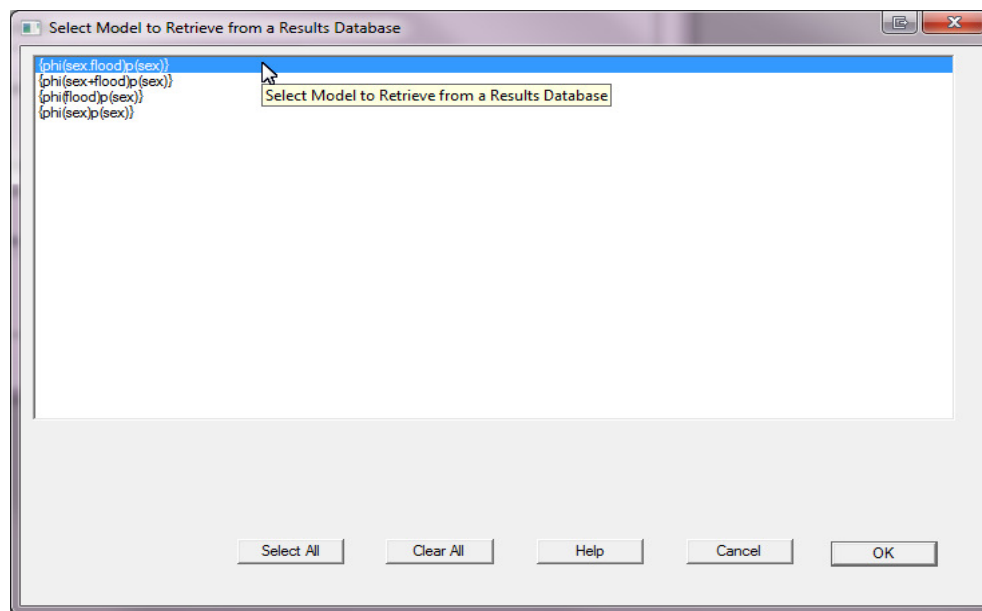 Select Model to Retrieve from a Results Database
{phi(sex.flood)p(sex)}
{phi(sex+flood)p(sex)}
{phi(flood)p(sex)}
{phi(sex)p(sex)}
Select Model to Retrieve from a Results Database
Select All
Clear All
Help
Cancel
OK